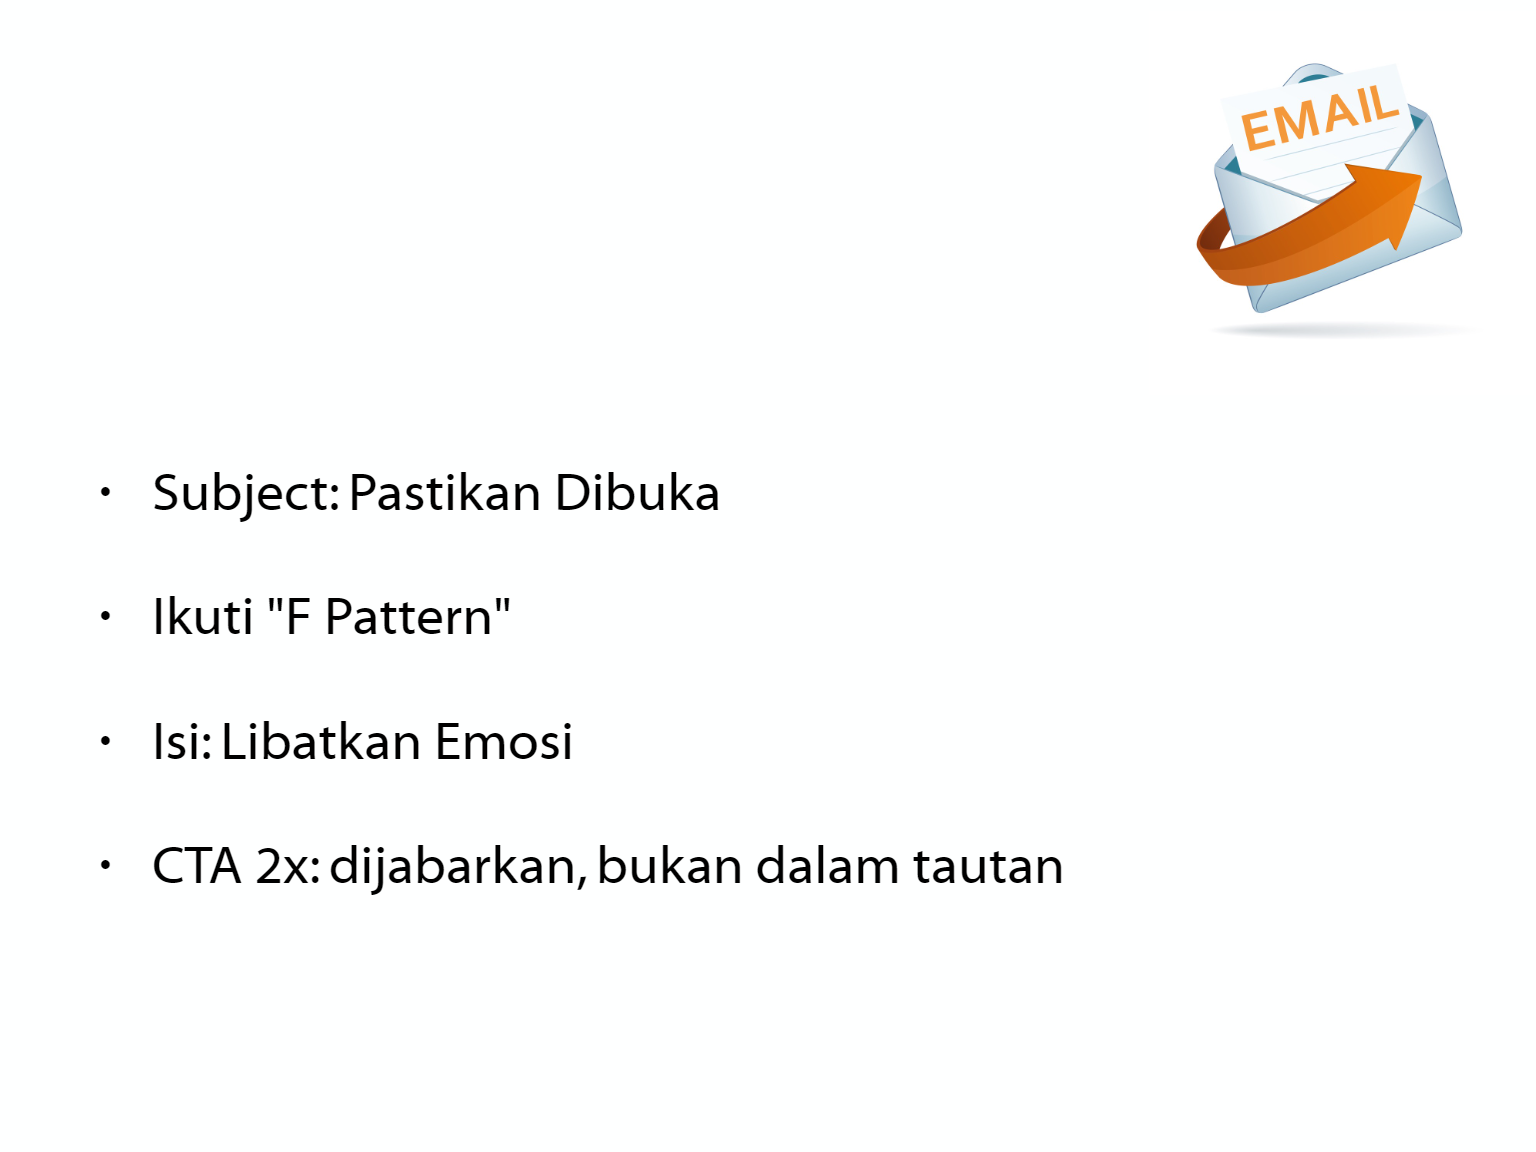 EMAIL
• Subject: Pastikan Dibuka
• Ikuti "F Pattern"
• Isi: Libatkan Emosi
• CTA 2x: dijabarkan, bukan dalam tautan